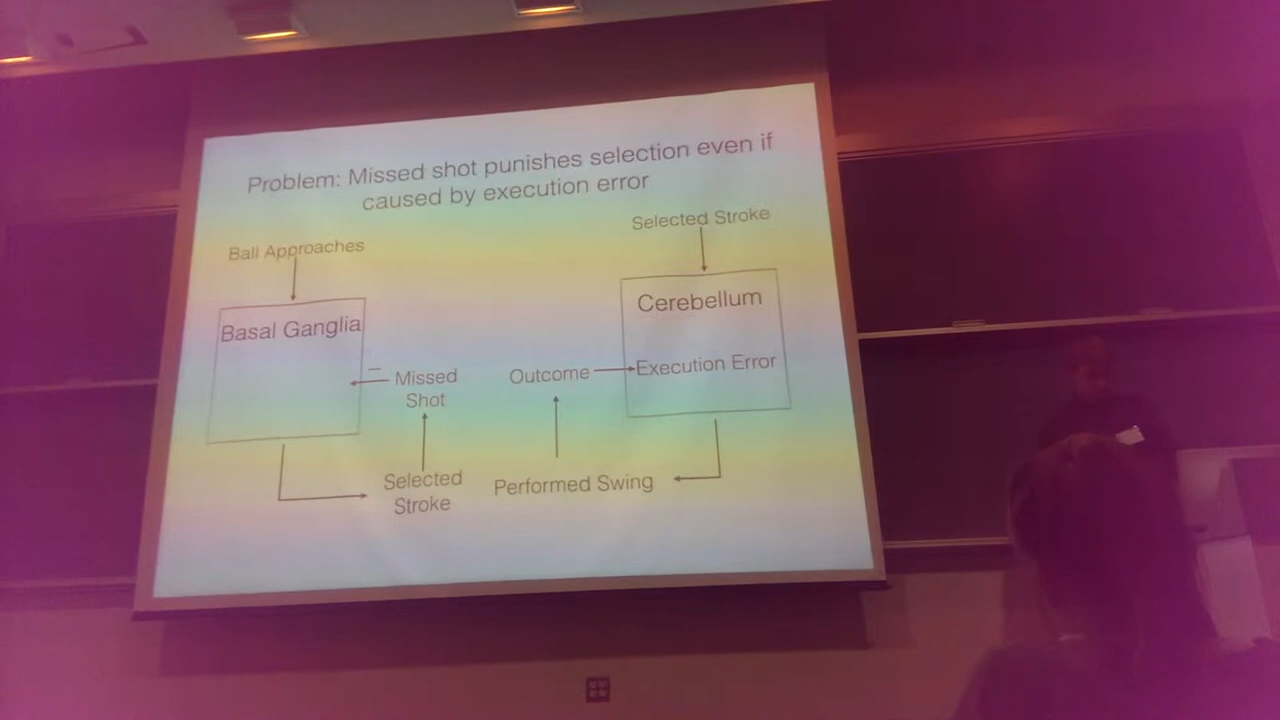 Problem: Missed shot punishes selection even if
caused by execution error
Selected Stroke
Ball Approaches
Cerebellum
Basal Ganglia
Execution Error
Outcome
Missed
Shot
–
Selected
Stroke
Performed Swing